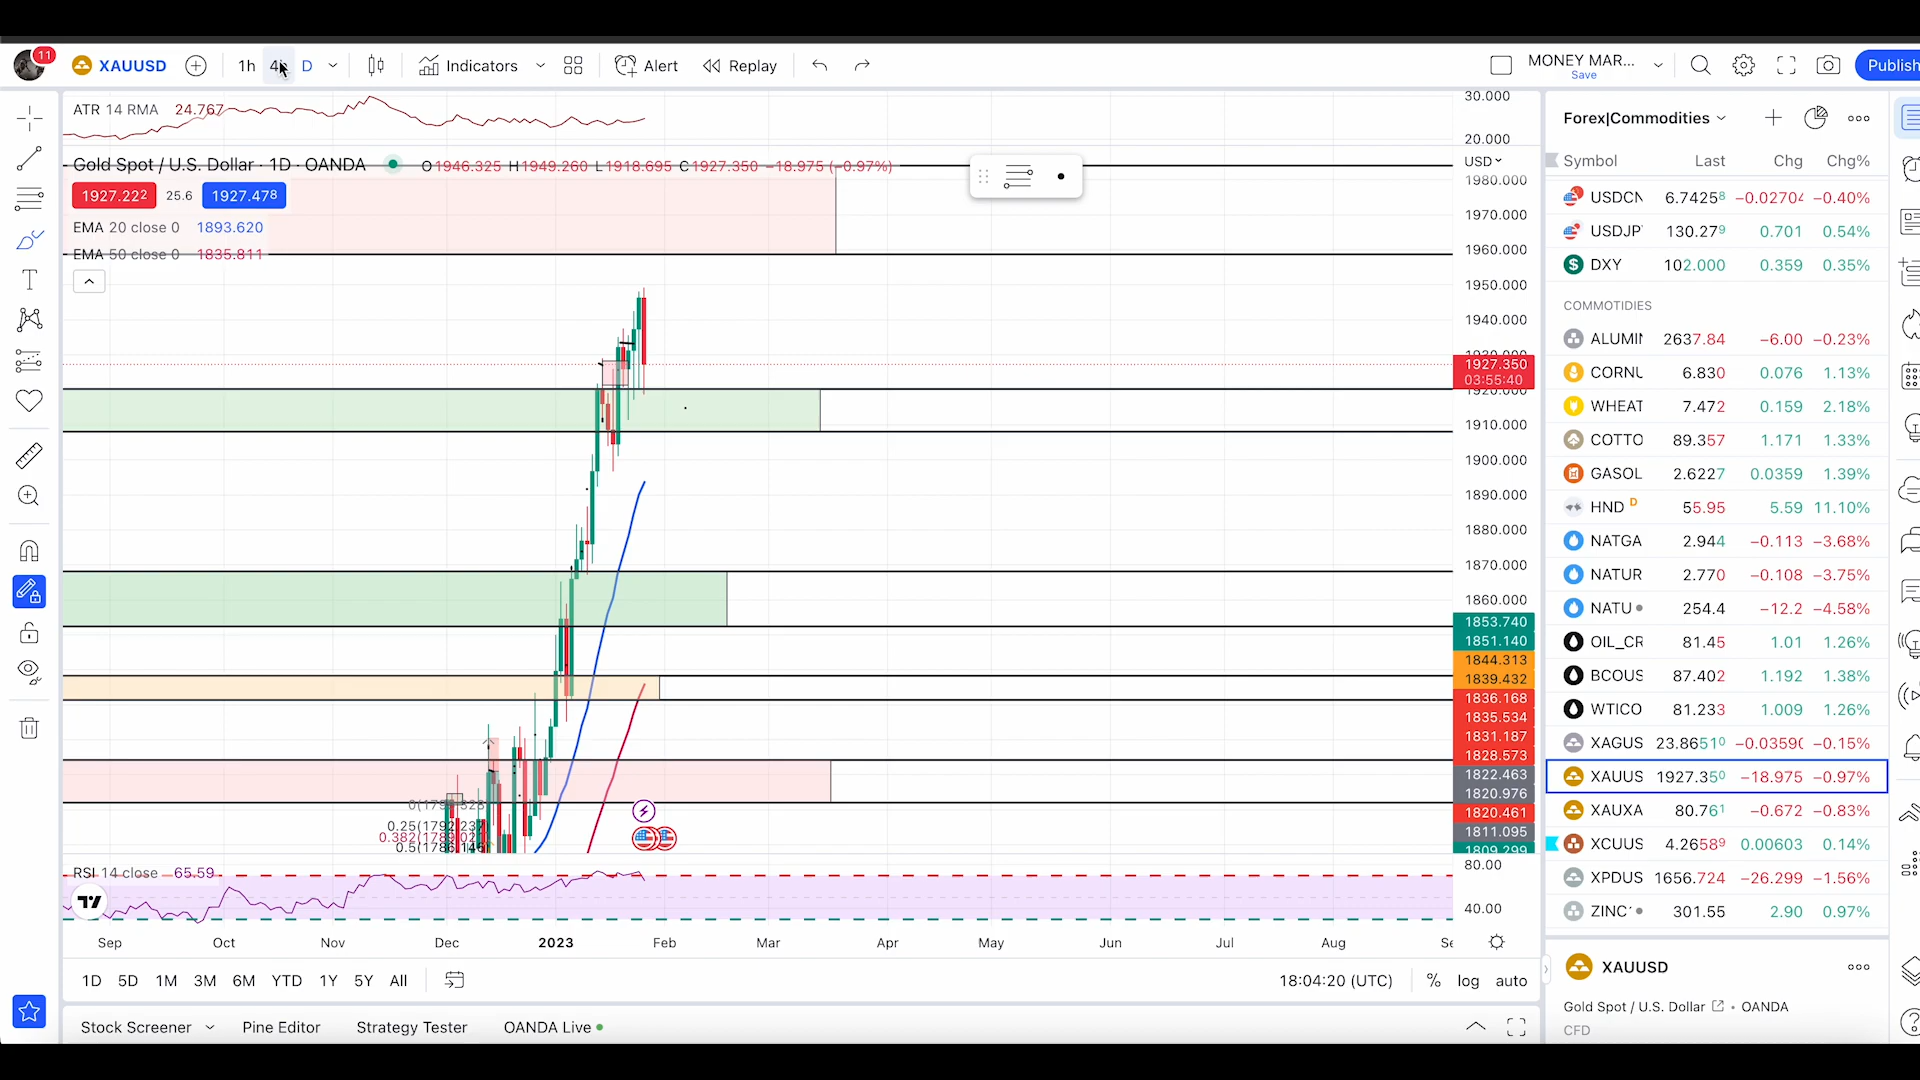 11
XAUUSD
1h
D
Indicators
Alert
Replay
MONEY MAR...
Save
Publish
ATR 14 RMA 24.767
Gold Spot / U.S. Dollar · 1D · OANDA
O1946.325 H1949.260 L1918.695 C1927.350 −18.975 (−0.97%)
1927.222 25.6 1927.478
EMA 20 close 0 1893.620
EMA 50 close 0 1835.811
0.25(1792.237)
0.5(1786.146)
RSI 14 close 65.59
30.000
20.000
USD
1980.000
1970.000
1960.000
1950.000
1940.000
1930.000
1927.350
03:55:40
1920.000
1910.000
1900.000
1890.000
1880.000
1870.000
1860.000
1853.740
1851.140
1844.313
1839.432
1836.168
1835.534
1831.187
1828.573
1822.463
1820.976
1820.461
1811.095
1809.299
80.00
40.00
Sep Oct Nov Dec 2023 Feb Mar Apr May Jun Jul Aug Se
1D 5D 1M 3M 6M YTD 1Y 5Y All
18:04:20 (UTC) % log auto
Stock Screener Pine Editor Strategy Tester OANDA Live
Forex|Commodities
Symbol Last Chg Chg%
USDCN 6.74258 −0.02704 −0.40%
USDJP 130.279 0.701 0.54%
DXY 102.000 0.359 0.35%
COMMOTIDIES
ALUMIN 2637.84 −6.00 −0.23%
CORNU 6.830 0.076 1.13%
WHEAT 7.472 0.159 2.18%
COTTO 89.357 1.171 1.33%
GASOL 2.6227 0.0359 1.39%
HND D 55.95 5.59 11.10%
NATGA 2.944 −0.113 −3.68%
NATUR 2.770 −0.108 −3.75%
NATU 254.4 −12.2 −4.58%
OIL_CR 81.45 1.01 1.26%
BCOUS 87.402 1.192 1.38%
WTICO 81.233 1.009 1.26%
XAGUS 23.86510 −0.0359 −0.15%
XAUUS 1927.350 −18.975 −0.97%
XAUXA 80.761 −0.672 −0.83%
XCUUS 4.26589 0.00603 0.14%
XPDUS 1656.724 −26.299 −1.56%
ZINC 301.55 2.90 0.97%
XAUUSD
Gold Spot / U.S. Dollar • OANDA
CFD